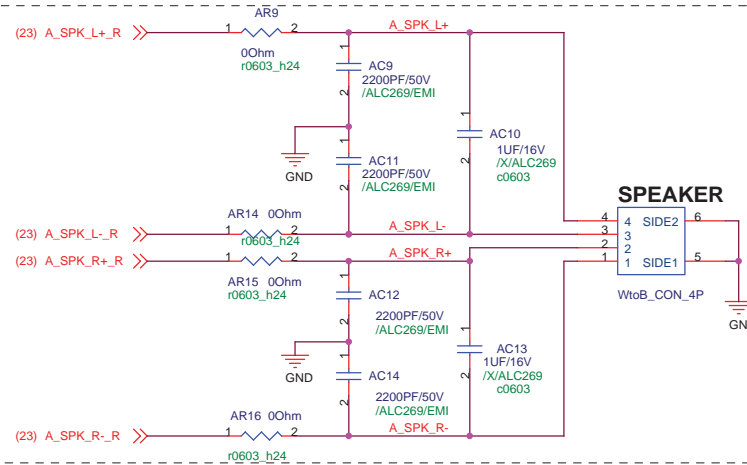 AR9
(23) A_SPK_L+_R
1
2
A_SPK_L+
0Ohm
r0603_h24
1
AC9
2200PF/50V
/ALC269/EMI
2
1
AC10
1UF/16V
/X/ALC269
c0603
2
GND
1
AC11
2200PF/50V
/ALC269/EMI
2
SPEAKER
AR14 0Ohm
(23) A_SPK_L-_R
1
2
r0603_h24
A_SPK_L-
(23) A_SPK_R+_R
1
2
A_SPK_R+
AR15 0Ohm
r0603_h24
4
3
2
1
4 SIDE2
3
2
1 SIDE1
6
5
WtoB_CON_4P
GN
1
AC12
2200PF/50V
/ALC269/EMI
2
1
AC13
1UF/16V
/X/ALC269
c0603
2
GND
1
AC14
2200PF/50V
/ALC269/EMI
2
AR16 0Ohm
(23) A_SPK_R-_R
1
2
A_SPK_R-
r0603_h24